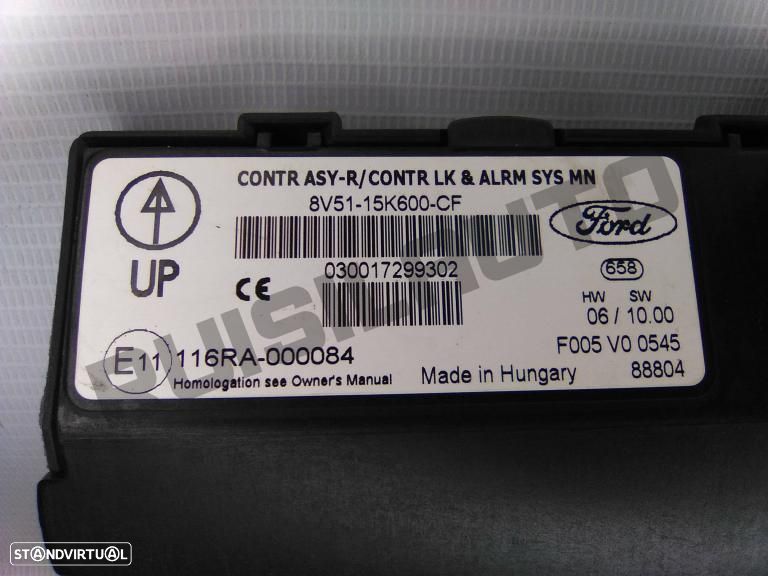 CONTR ASY-R/CONTR LK & ALRM SYS MN
8V51-15K600-CF
Ford
UP
CE
030017299302
658
HW SW
06 / 10.00
E11 116RA-000084
F005 V0 0545
Homologation see Owner's Manual
Made in Hungary
88804
RUISILAUTO
STANDVIRTUAL